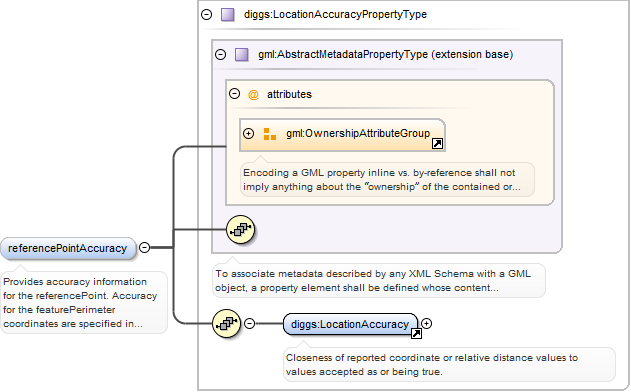 diggs:LocationAccuracyPropertyType
gml:AbstractMetadataPropertyType (extension base)
@ attributes
gml:OwnershipAttributeGroup
Encoding a GML property inline vs. by-reference shall not
imply anything about the “ownership” of the contained or...
referencePointAccuracy
Provides accuracy information
for the referencePoint. Accuracy
for the featurePerimeter
coordinates are specified in...
To associate metadata described by any XML Schema with a GML
object, a property element shall be defined whose content...
diggs:LocationAccuracy
Closeness of reported coordinate or relative distance values to
values accepted as or being true.